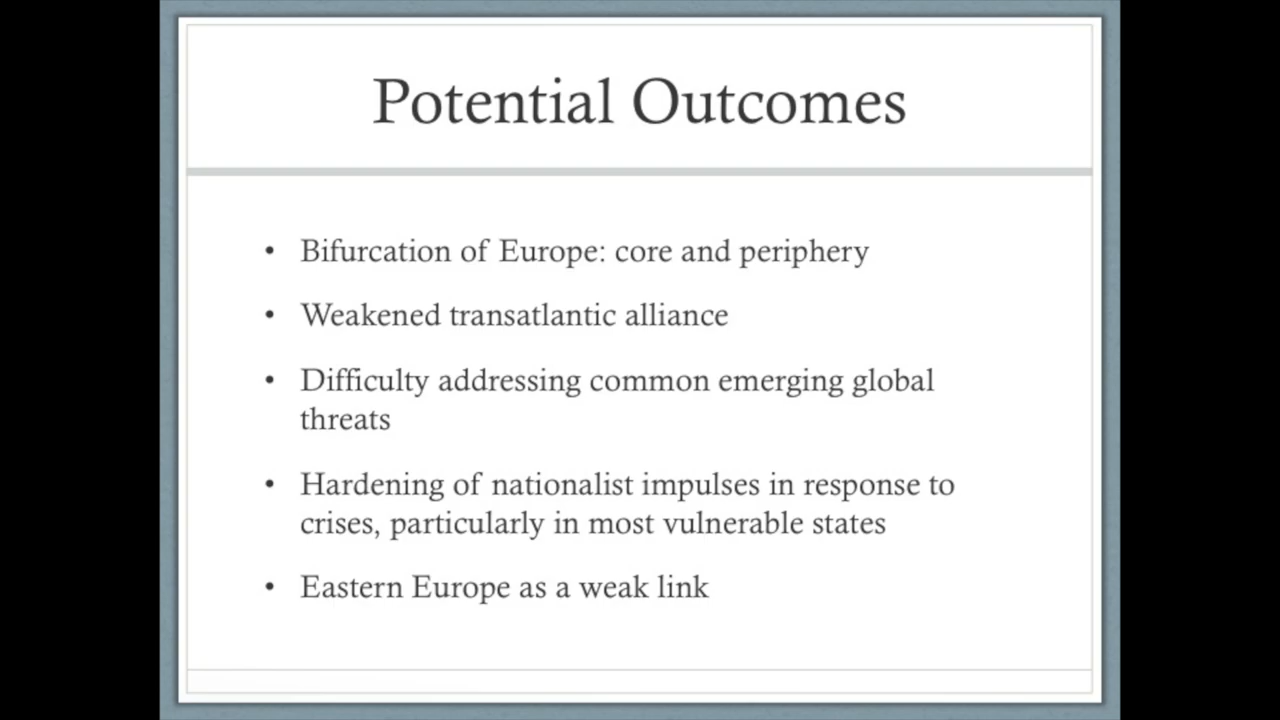 Potential Outcomes
• Bifurcation of Europe: core and periphery
• Weakened transatlantic alliance
• Difficulty addressing common emerging global
threats
• Hardening of nationalist impulses in response to
crises, particularly in most vulnerable states
• Eastern Europe as a weak link